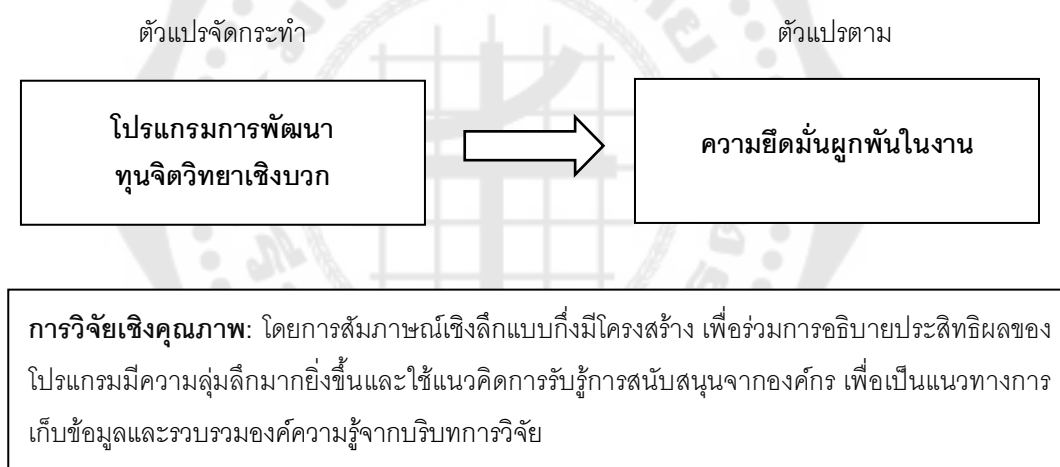 ตัวแปรจัดกระทำ
ตัวแปรตาม
โปรแกรมการพัฒนา
ทุนจิตวิทยาเชิงบวก
ความยึดมั่นผูกพันในงาน
การวิจัยเชิงคุณภาพ: โดยการสัมภาษณ์เชิงลึกแบบกึ่งมีโครงสร้าง เพื่อร่วมการอธิบายประสิทธิผลของ
โปรแกรมมีความลุ่มลึกมากยิ่งขึ้นและใช้แนวคิดการรับรู้การสนับสนุนจากองค์กร เพื่อเป็นแนวทางการ
เก็บข้อมูลและรวบรวมองค์ความรู้จากบริบทการวิจัย